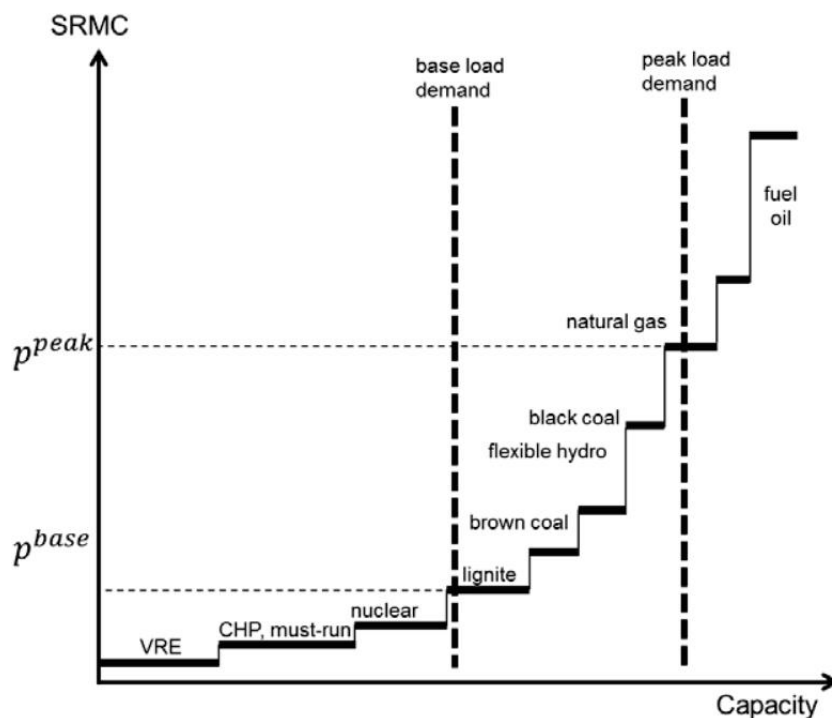 SRMC
base load
demand
peak load
demand
fuel
oil
natural gas
p^peak
black coal
flexible hydro
brown coal
p^base
lignite
nuclear
CHP, must-run
VRE
Capacity